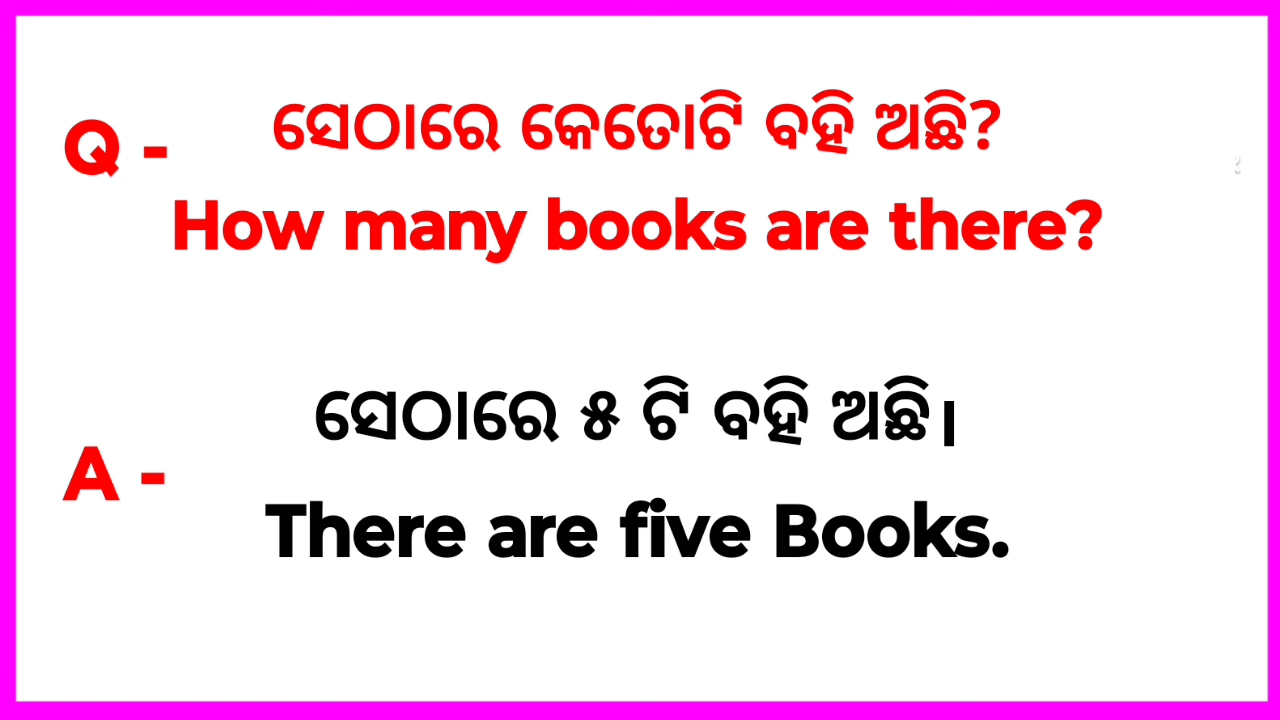 Q - ସେଠାରେ କେତୋଟି ବହି ଅଛି?
How many books are there?
ସେଠାରେ ୫ ଟି ବହି ଅଛି।
A -
There are five Books.